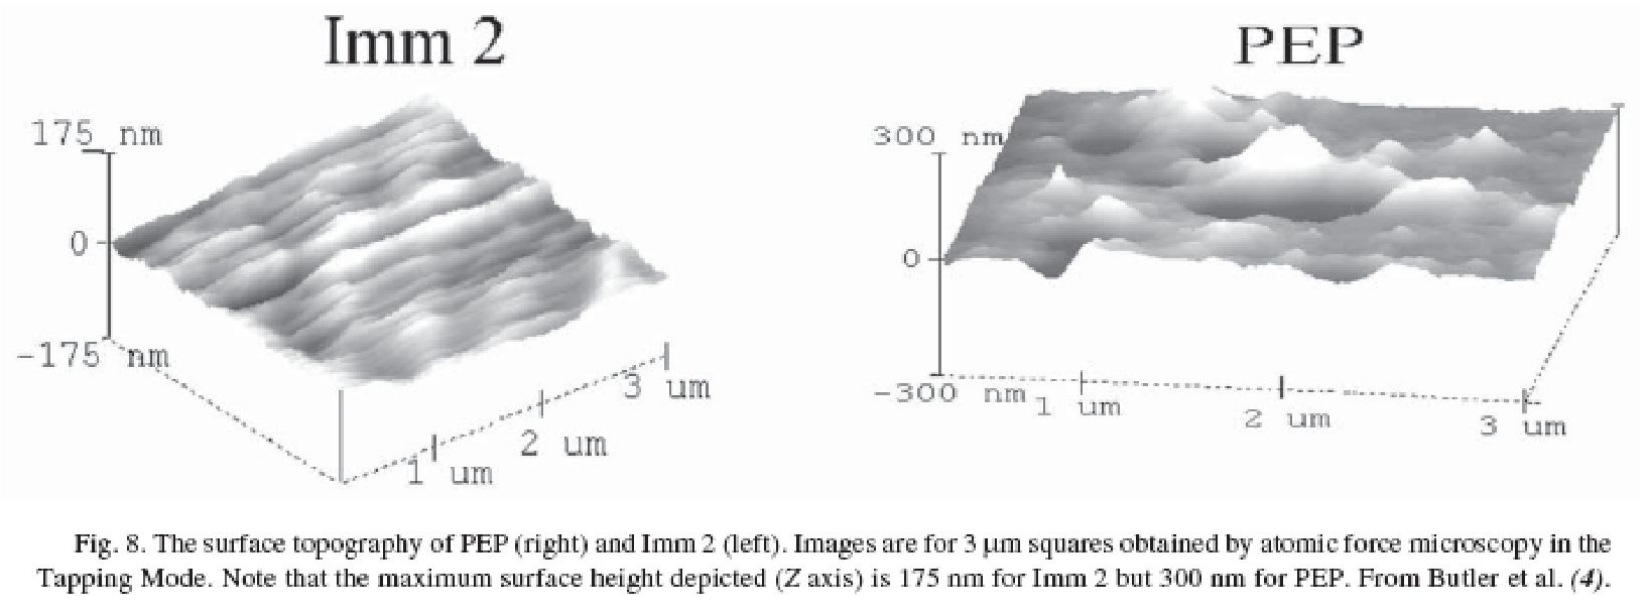 Imm 2
175 nm
0
-175 nm
1 um
2 um
3 um
PEP
300 nm
0
-300 nm
1 um
2 um
3 um
Fig. 8. The surface topography of PEP (right) and Imm 2 (left). Images are for 3 μm squares obtained by atomic force microscopy in the
Tapping Mode. Note that the maximum surface height depicted (Z axis) is 175 nm for Imm 2 but 300 nm for PEP. From Butler et al. (4).